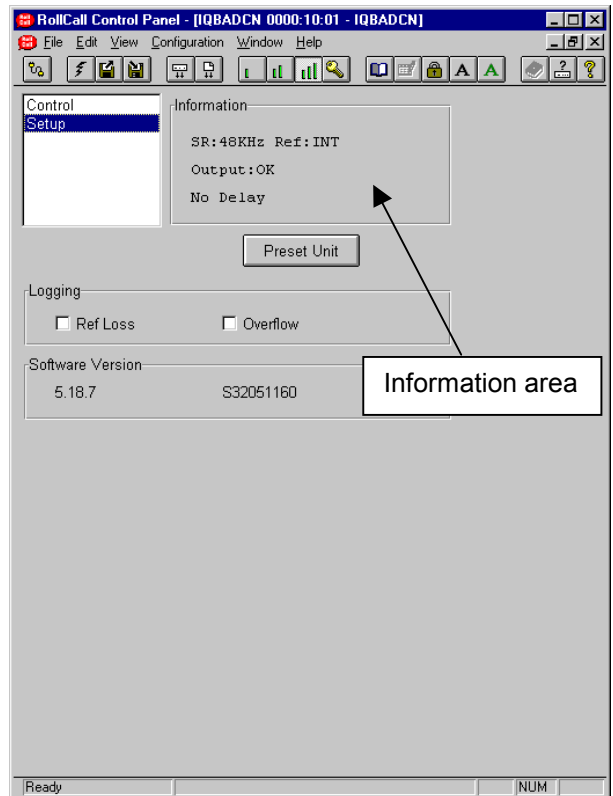 RollCall Control Panel - [IQBADCN 0000:10:01 - IQBADCN]
File Edit View Configuration Window Help
A A
Control
Setup
Information
SR:48KHz Ref:INT
Output:OK
No Delay
Preset Unit
Logging
Ref Loss Overflow
Software Version
5.18.7 S32051160
Information area
Ready NUM